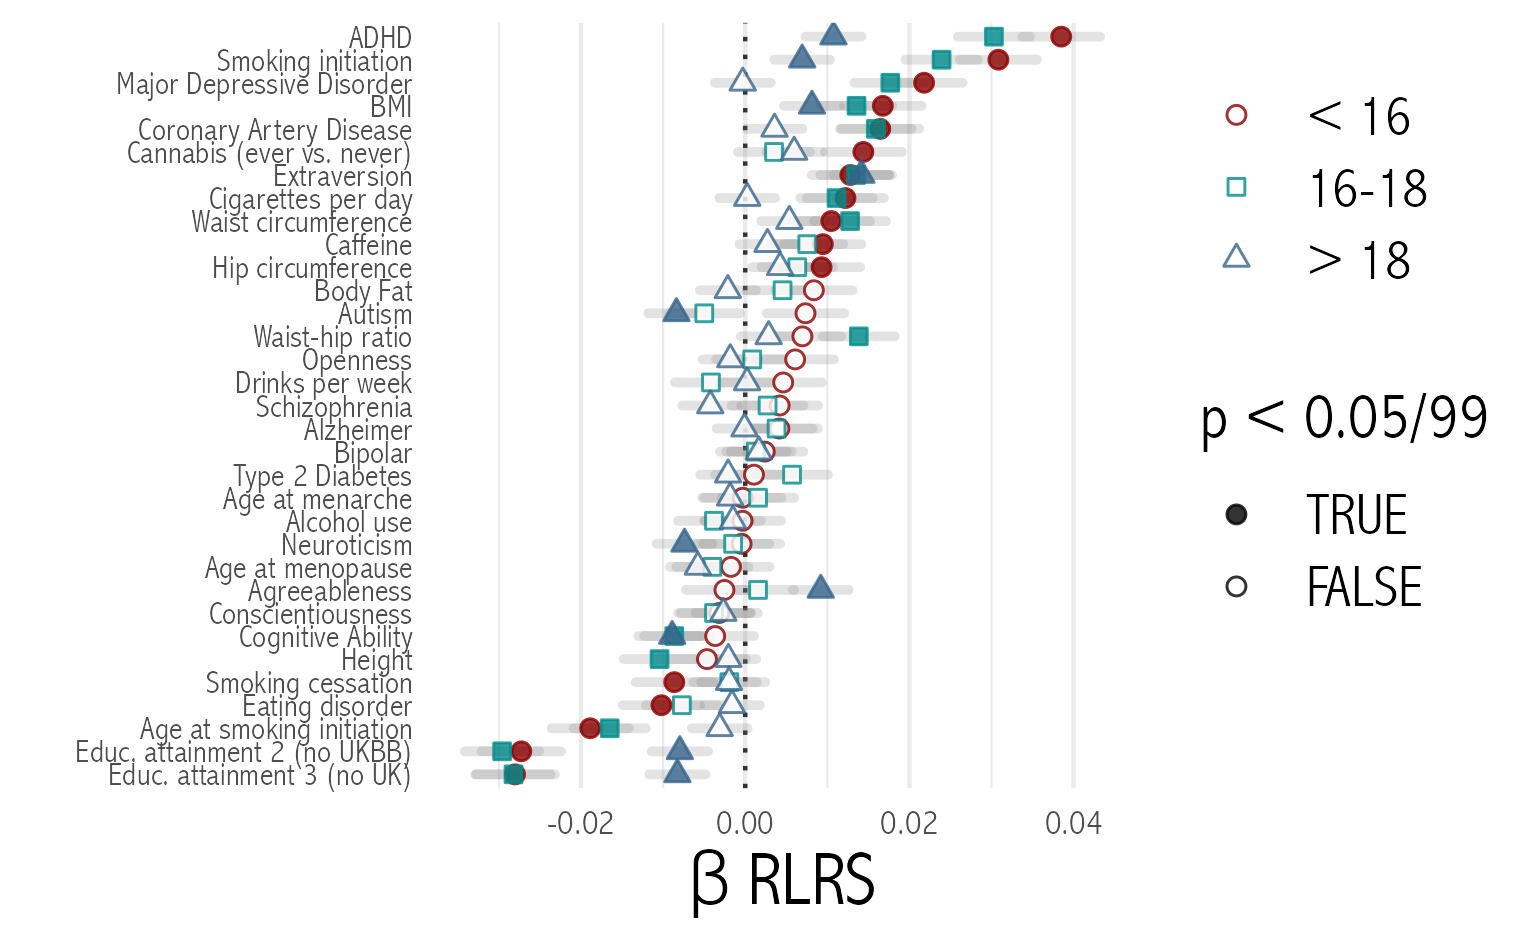 ADHD
Smoking initiation
Major Depressive Disorder
BMI
Coronary Artery Disease
Cannabis (ever vs. never)
Extraversion
Cigarettes per day
Waist circumference
Caffeine
Hip circumference
Body Fat
Autism
Waist-hip ratio
Openness
Drinks per week
Schizophrenia
Alzheimer
Bipolar
Type 2 Diabetes
Age at menarche
Alcohol use
Neuroticism
Age at menopause
Agreeableness
Conscientiousness
Cognitive Ability
Height
Smoking cessation
Eating disorder
Age at smoking initiation
Educ. attainment 2 (no UKBB)
Educ. attainment 3 (no UK)
-0.02 0.00 0.02 0.04
β RLRS
< 16
16-18
> 18
p < 0.05/99
TRUE
FALSE